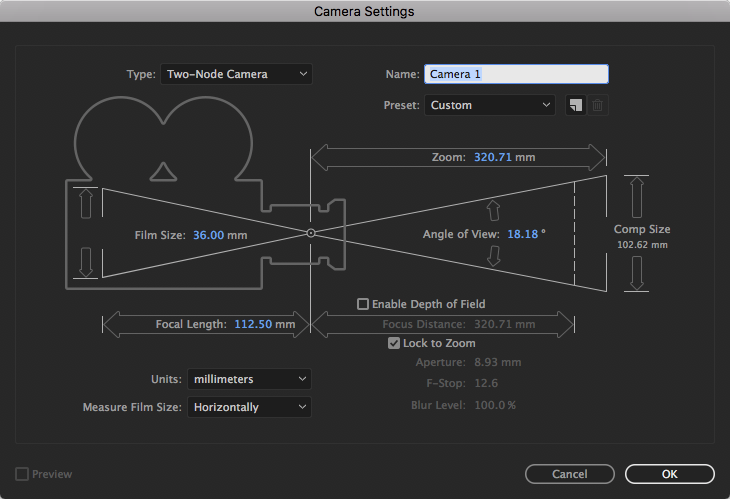 Camera Settings
Type: Two-Node Camera
Name: Camera 1
Preset: Custom
Zoom: 320.71 mm
Film Size: 36.00 mm
Angle of View: 18.18 °
Comp Size
102.62 mm
Enable Depth of Field
Focal Length: 112.50 mm
Focus Distance: 320.71 mm
Lock to Zoom
Aperture: 8.93 mm
Units: millimeters
F-Stop: 12.6
Measure Film Size: Horizontally
Blur Level: 100.0 %
Preview
Cancel
OK